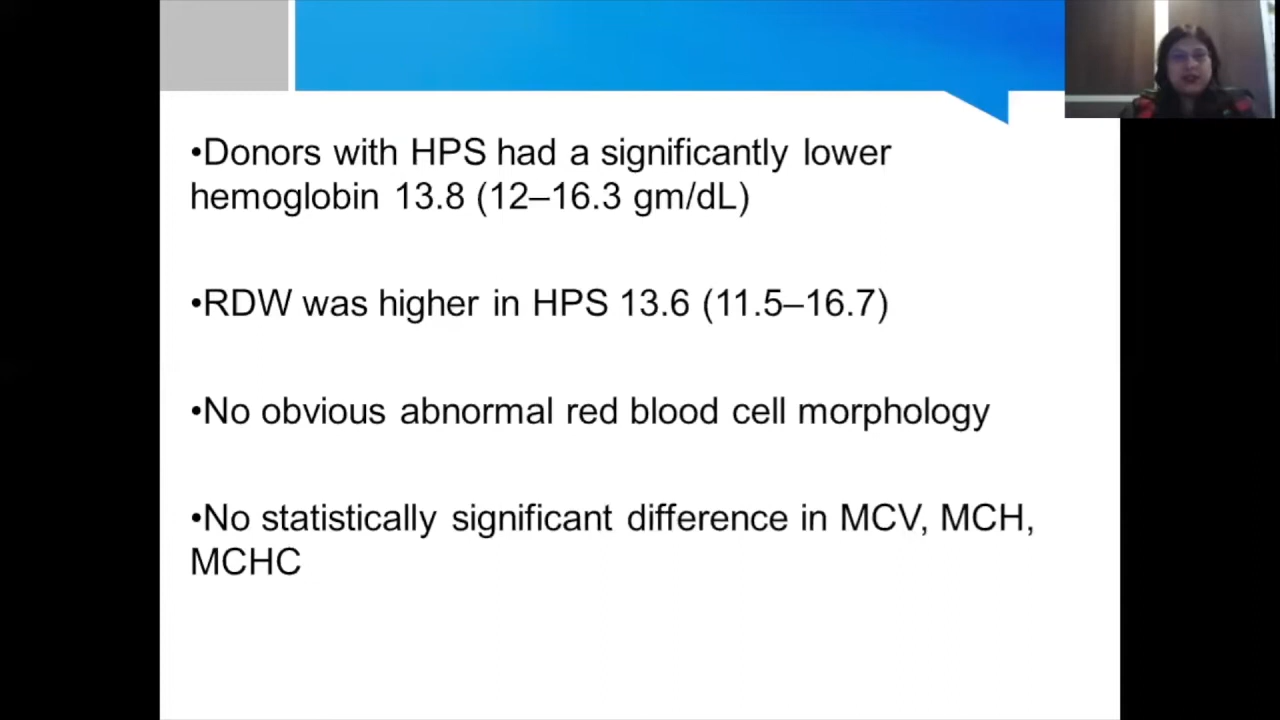 •Donors with HPS had a significantly lower
hemoglobin 13.8 (12–16.3 gm/dL)
•RDW was higher in HPS 13.6 (11.5–16.7)
•No obvious abnormal red blood cell morphology
•No statistically significant difference in MCV, MCH,
MCHC